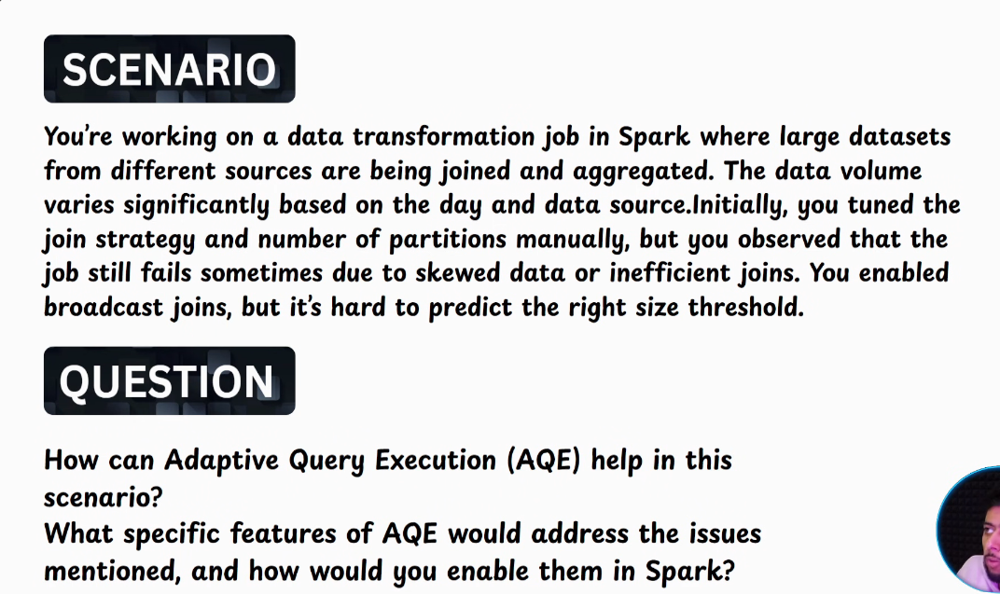 SCENARIO
You're working on a data transformation job in Spark where large datasets
from different sources are being joined and aggregated. The data volume
varies significantly based on the day and data source.Initially, you tuned the
join strategy and number of partitions manually, but you observed that the
job still fails sometimes due to skewed data or inefficient joins. You enabled
broadcast joins, but it's hard to predict the right size threshold.
QUESTION
How can Adaptive Query Execution (AQE) help in this
scenario?
What specific features of AQE would address the issues
mentioned, and how would you enable them in Spark?